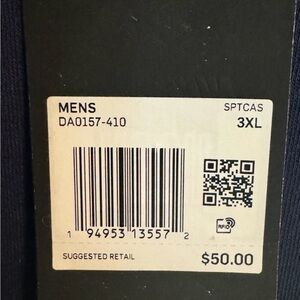 MENS SPTCAS
DA0157-410 3XL
RFID
1 94953 13557 2
SUGGESTED RETAIL $50.00